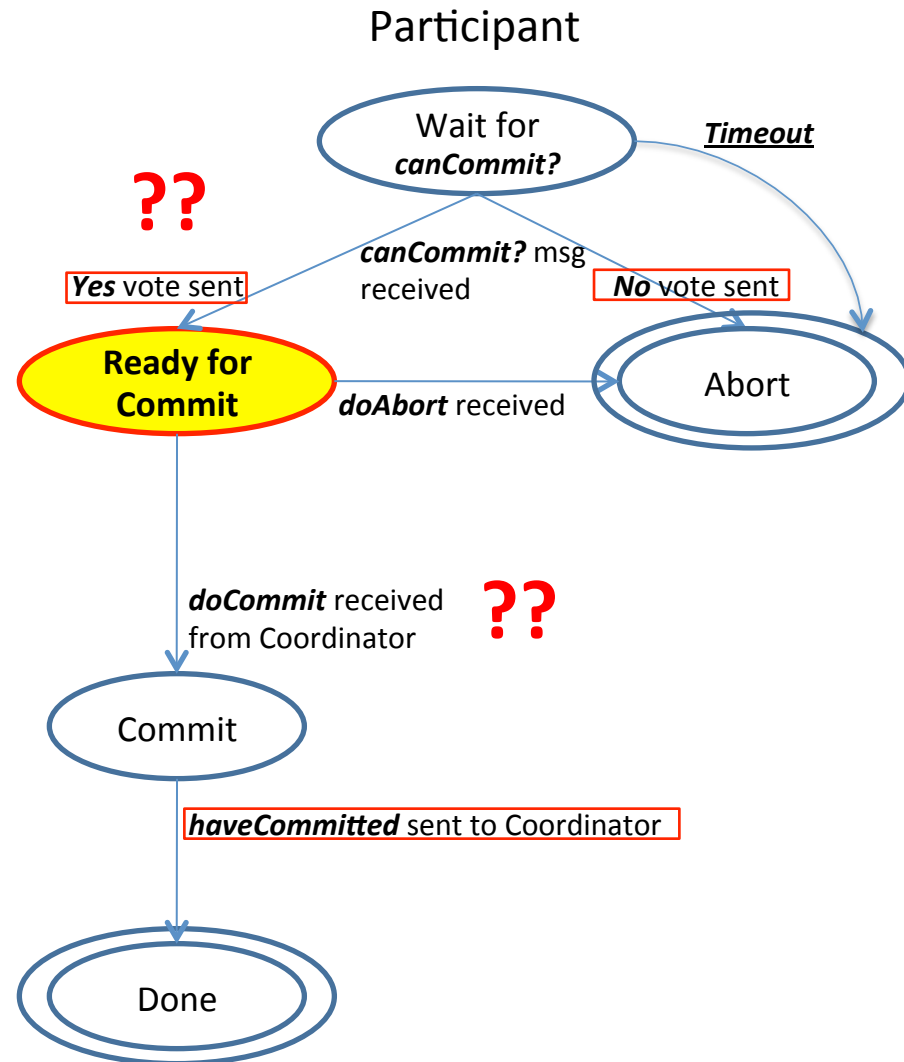 Participant
Wait for
canCommit?
Timeout
??
canCommit? msg
received
Yes vote sent
No vote sent
Ready for
Commit
doAbort received
Abort
doCommit received
from Coordinator
??
Commit
haveCommitted sent to Coordinator
Done